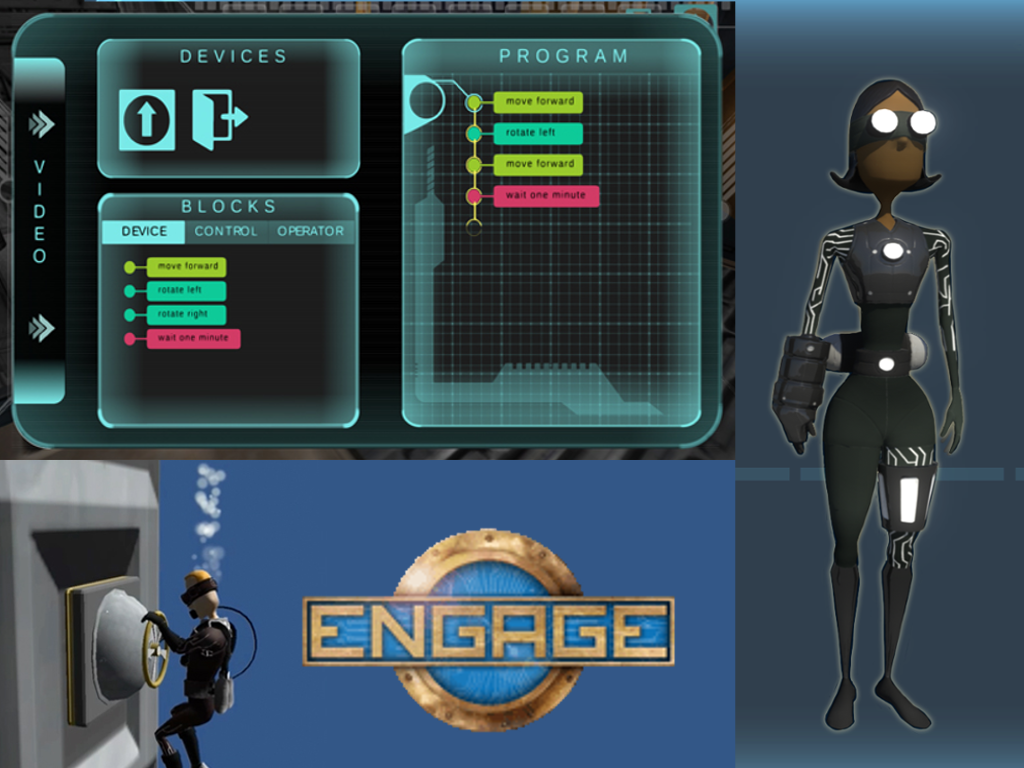 VIDEO
DEVICES
BLOCKS
DEVICE CONTROL OPERATOR
move forward
rotate left
rotate right
wait one minute
PROGRAM
move forward
rotate left
move forward
wait one minute
ENGAGE